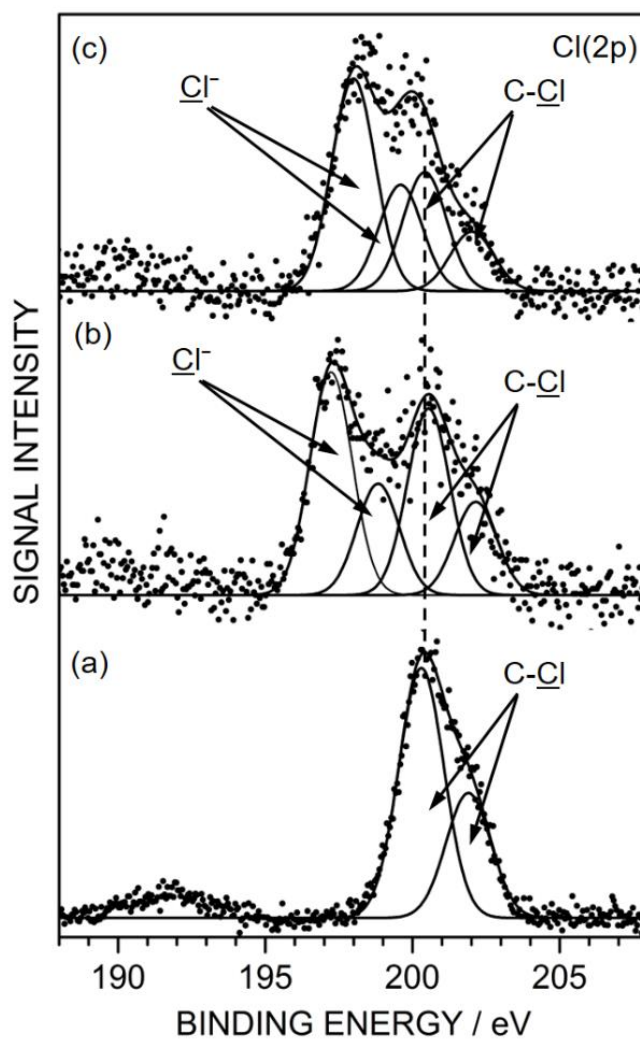 (c)
Cl(2p)
Cl⁻
C-Cl
(b)
Cl⁻
C-Cl
(a)
C-Cl
SIGNAL INTENSITY
190 195 200 205
BINDING ENERGY / eV